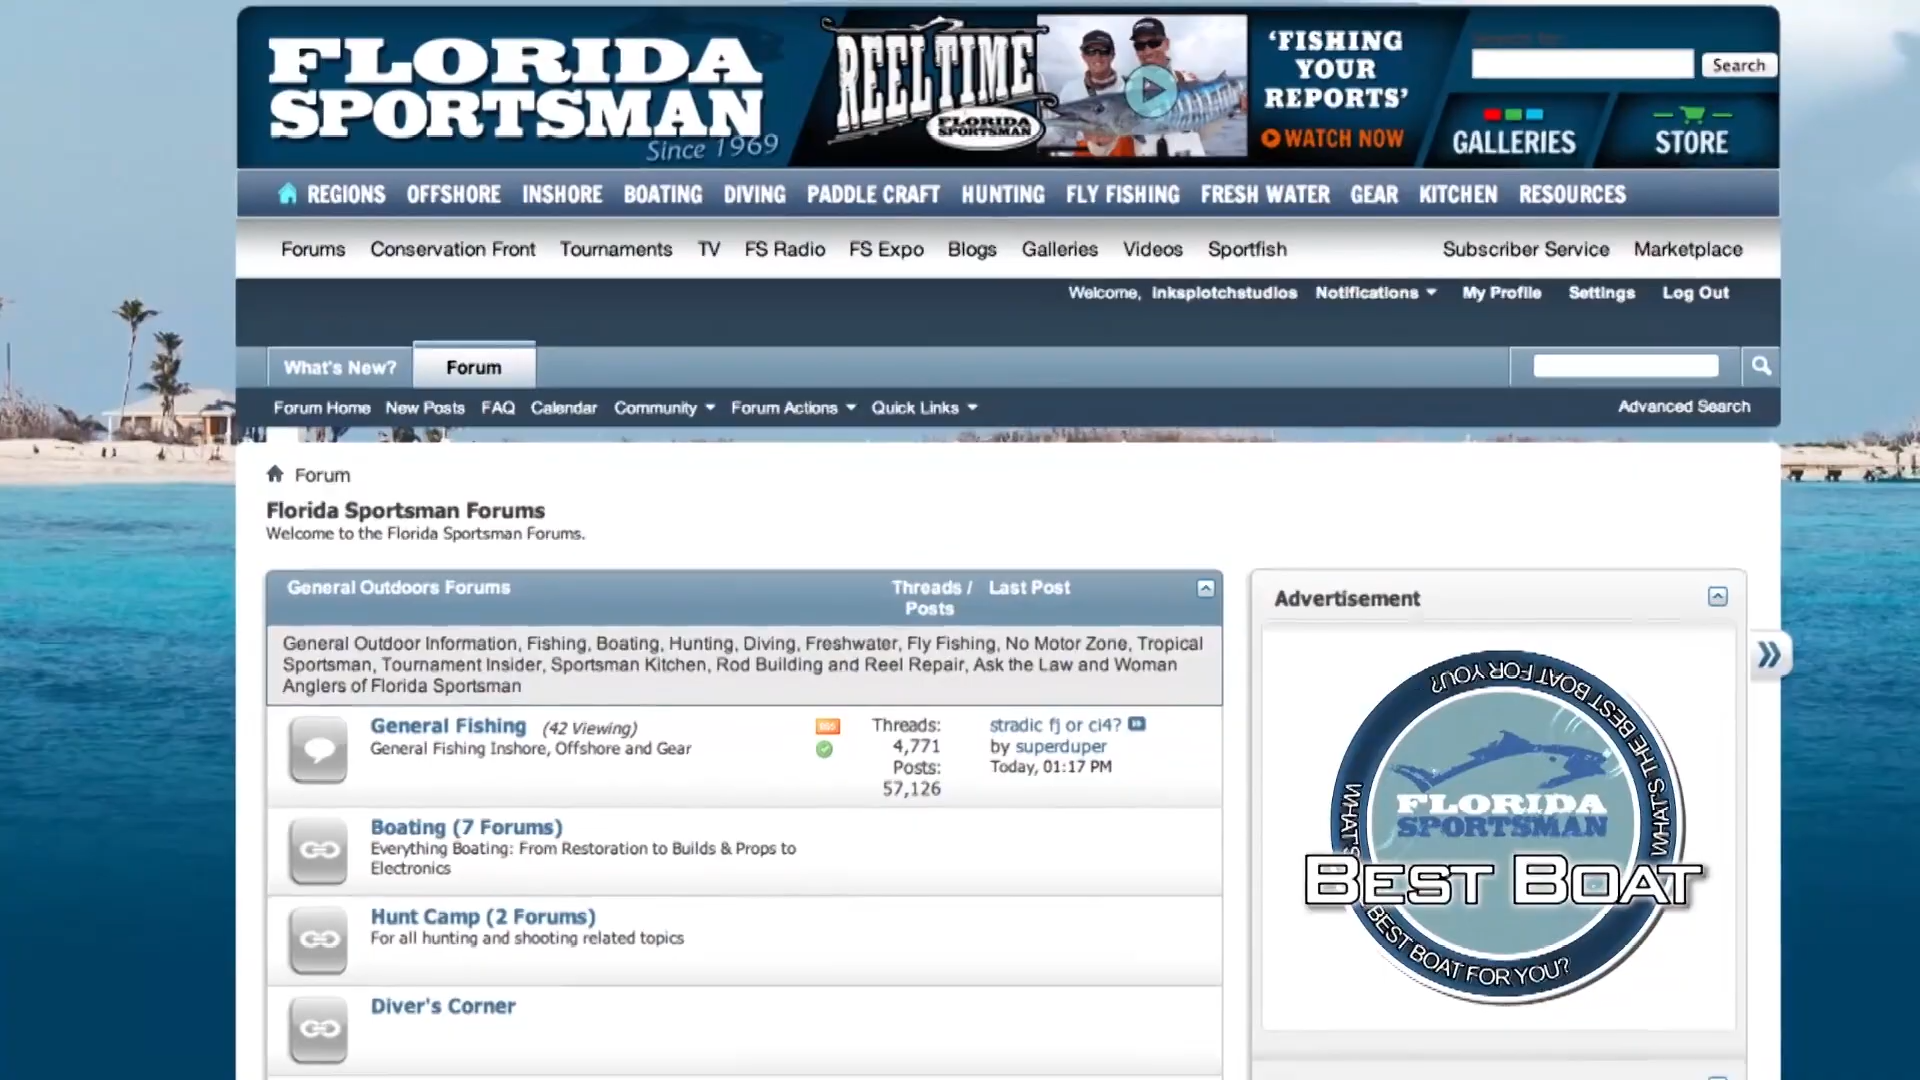 FLORIDA
SPORTSMAN
Since 1969
REEL TIME
FLORIDA
SPORTSMAN
'FISHING
YOUR
REPORTS'
WATCH NOW
Search
GALLERIES
STORE
REGIONS OFFSHORE INSHORE BOATING DIVING PADDLE CRAFT HUNTING FLY FISHING FRESH WATER GEAR KITCHEN RESOURCES
Forums Conservation Front Tournaments TV FS Radio FS Expo Blogs Galleries Videos Sportfish Subscriber Service Marketplace
Welcome, inksplotchstudios Notifications My Profile Settings Log Out
What's New? Forum
Forum Home New Posts FAQ Calendar Community Forum Actions Quick Links Advanced Search
Forum
Florida Sportsman Forums
Welcome to the Florida Sportsman Forums.
General Outdoors Forums Threads / Posts Last Post
General Outdoor Information, Fishing, Boating, Hunting, Diving, Freshwater, Fly Fishing, No Motor Zone, Tropical
Sportsman, Tournament Insider, Sportsman Kitchen, Rod Building and Reel Repair, Ask the Law and Woman
Anglers of Florida Sportsman
General Fishing (42 Viewing)
General Fishing Inshore, Offshore and Gear
RSS
Threads:
4,771
Posts:
57,126
stradic fj or ci4?
by superduper
Today, 01:17 PM
Boating (7 Forums)
Everything Boating: From Restoration to Builds & Props to
Electronics
Hunt Camp (2 Forums)
For all hunting and shooting related topics
Diver's Corner
Advertisement
WHAT'S THE BEST BOAT FOR YOU?
FLORIDA
SPORTSMAN
BEST BOAT
WHAT'S
BEST BOAT FOR YOU?